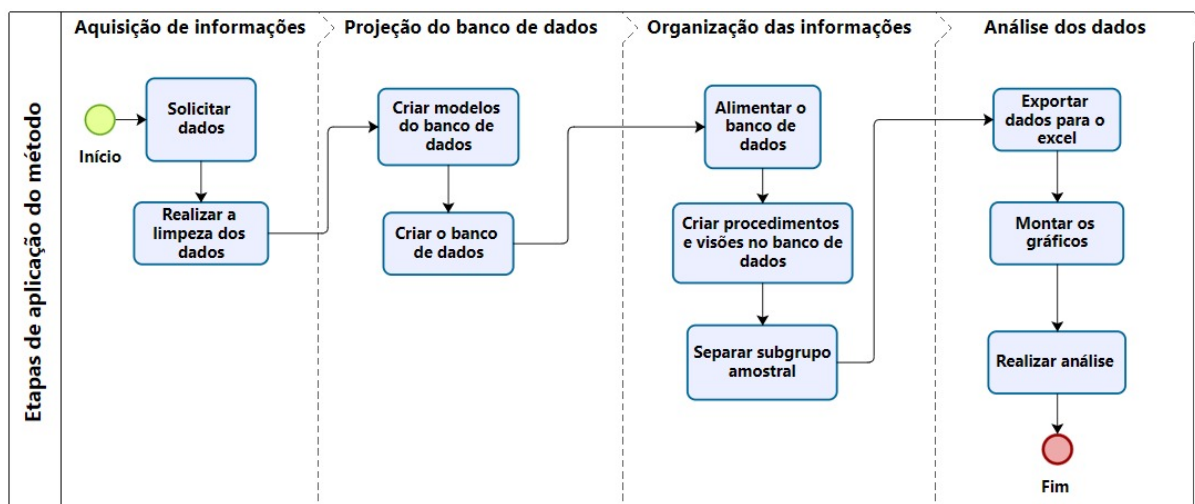 Etapas de aplicação do método
Aquisição de informações
Projeção do banco de dados
Organização das informações
Análise dos dados
Início
Solicitar
dados
Realizar a
limpeza dos
dados
Criar modelos
do banco de
dados
Criar o banco
de dados
Alimentar o
banco de
dados
Criar procedimentos
e visões no banco de
dados
Separar subgrupo
amostral
Exportar
dados para o
excel
Montar os
gráficos
Realizar análise
Fim